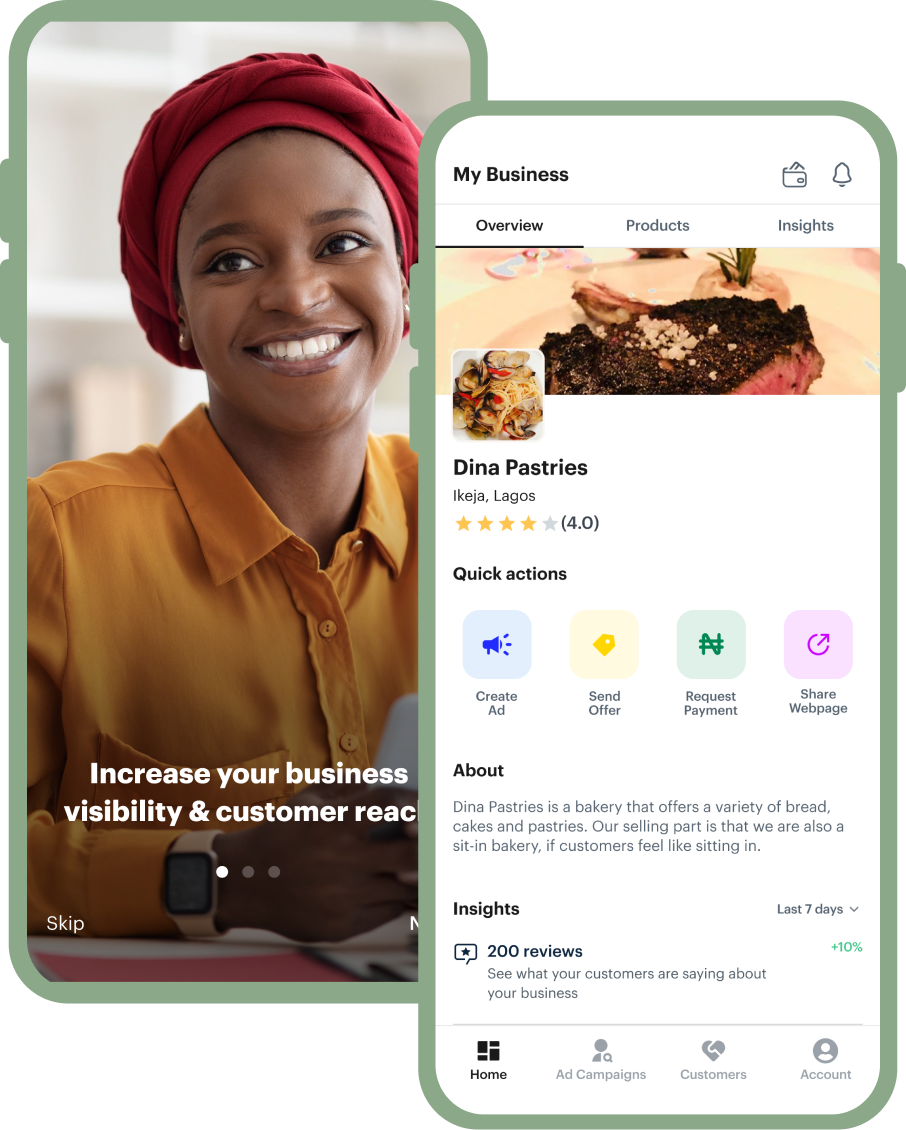 Increase your business
visibility & customer
Skip
My Business
Overview
Products
Insights
Dina Pastries
Ikeja, Lagos
(4.0)
Quick actions
Create
Ad
Send
Offer
Request
Payment
Share
Webpage
About
Dina Pastries is a bakery that offers a variety of bread,
cakes and pastries. Our selling part is that we are also a
sit-in bakery, if customers feel like sitting in.
Insights
Last 7 days
200 reviews
+10%
See what your customers are saying about
your business
Home
Ad Campaigns
Customers
Account